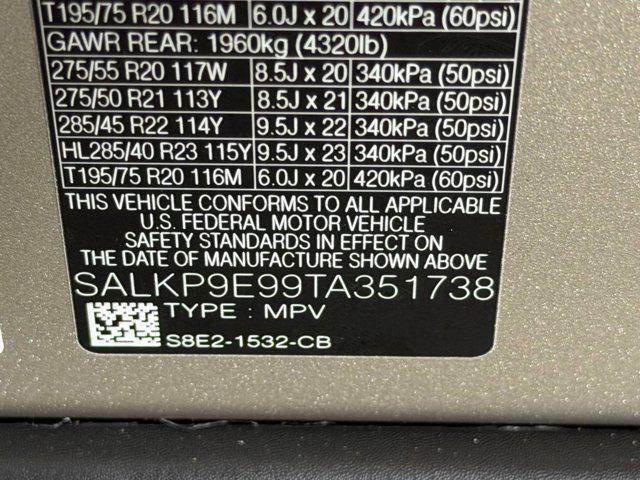 T195/75 R20 116M 6.0J x 20 420kPa (60psi)
GAWR REAR: 1960kg (4320lb)
275/55 R20 117W 8.5J x 20 340kPa (50psi)
275/50 R21 113Y 8.5J x 21 340kPa (50psi)
285/45 R22 114Y 9.5J x 22 340kPa (50psi)
HL285/40 R23 115Y 9.5J x 23 340kPa (50psi)
T195/75 R20 116M 6.0J x 20 420kPa (60psi)
THIS VEHICLE CONFORMS TO ALL APPLICABLE
U.S. FEDERAL MOTOR VEHICLE
SAFETY STANDARDS IN EFFECT ON
THE DATE OF MANUFACTURE SHOWN ABOVE
SALKP9E99TA351738
TYPE : MPV
S8E2-1532-CB